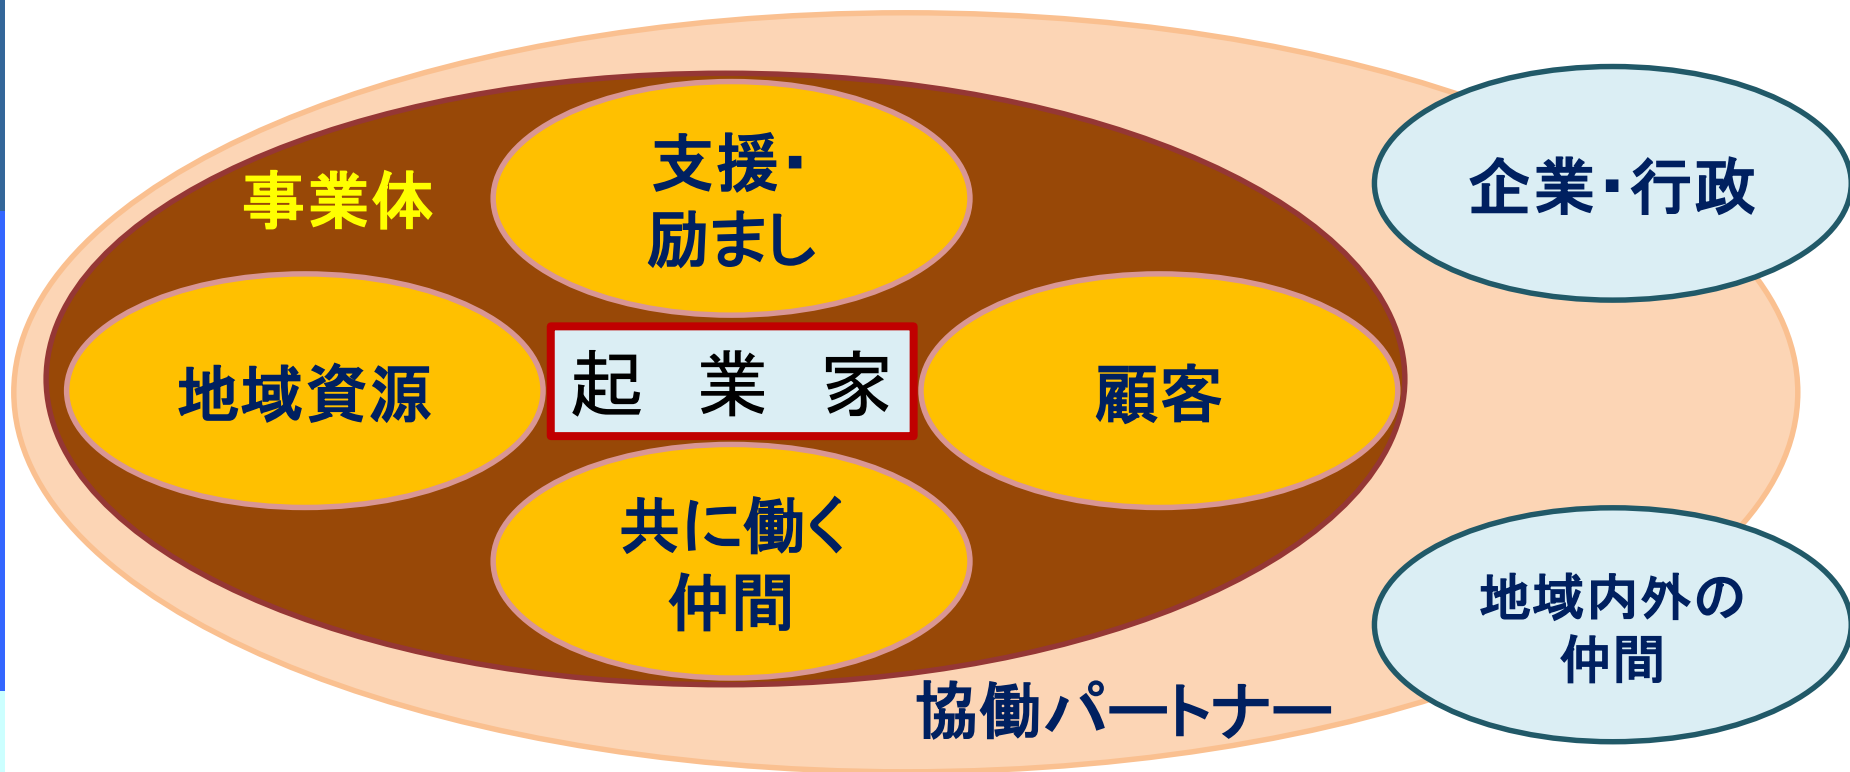 支援・
励まし
事業体
企業・行政
地域資源
起　業　家
顧客
共に働く
仲間
地域内外の
仲間
協働パートナー